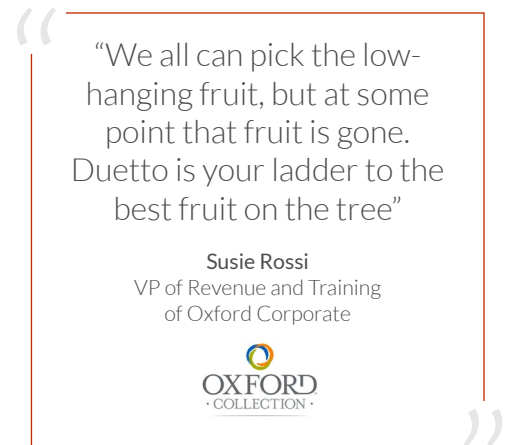 “We all can pick the low-
hanging fruit, but at some
point that fruit is gone.
Duetto is your ladder to the
best fruit on the tree”
Susie Rossi
VP of Revenue and Training
of Oxford Corporate
OXFORD
· COLLECTION ·